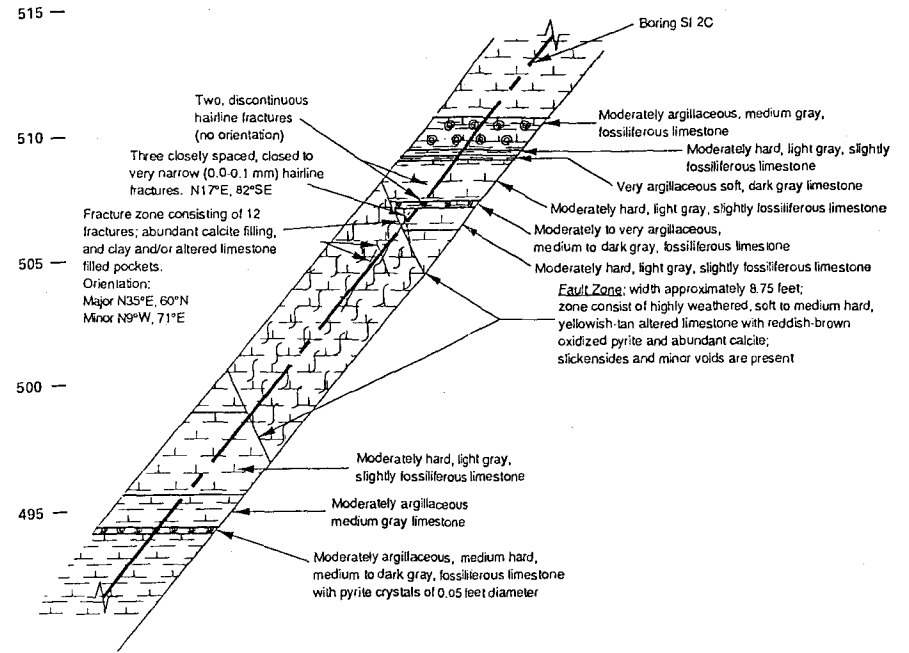 515
Boring SI 2C
Two, discontinuous
hairline fractures
(no orientation)
510
Moderately argillaceous, medium gray,
fossiliferous limestone
Three closely spaced, closed to
very narrow (0.0-0.1 mm) hairline
fractures. N17°E, 82°SE
Moderately hard, light gray, slightly
fossiliferous limestone
Very argillaceous soft, dark gray limestone
Moderately hard, light gray, slightly fossiliferous limestone
Fracture zone consisting of 12
fractures; abundant calcite filling,
and clay and/or altered limestone
filled pockets.
Orientation:
Major N35°E, 60°N
Minor N9°W, 71°E
Moderately to very argillaceous,
medium to dark gray, fossiliferous limestone
505
Moderately hard, light gray, slightly fossiliferous limestone
Fault Zone; width approximately 8.75 feet;
zone consist of highly weathered, soft to medium hard,
yellowish-tan altered limestone with reddish-brown
oxidized pyrite and abundant calcite;
slickensides and minor voids are present
500
Moderately hard, light gray,
slightly fossiliferous limestone
495
Moderately argillaceous
medium gray limestone
Moderately argillaceous, medium hard,
medium to dark gray, fossiliferous limestone
with pyrite crystals of 0.05 feet diameter